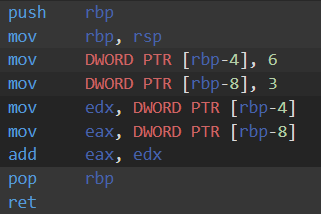 push rbp
mov rbp, rsp
mov DWORD PTR [rbp-4], 6
mov DWORD PTR [rbp-8], 3
mov edx, DWORD PTR [rbp-4]
mov eax, DWORD PTR [rbp-8]
add eax, edx
pop rbp
ret